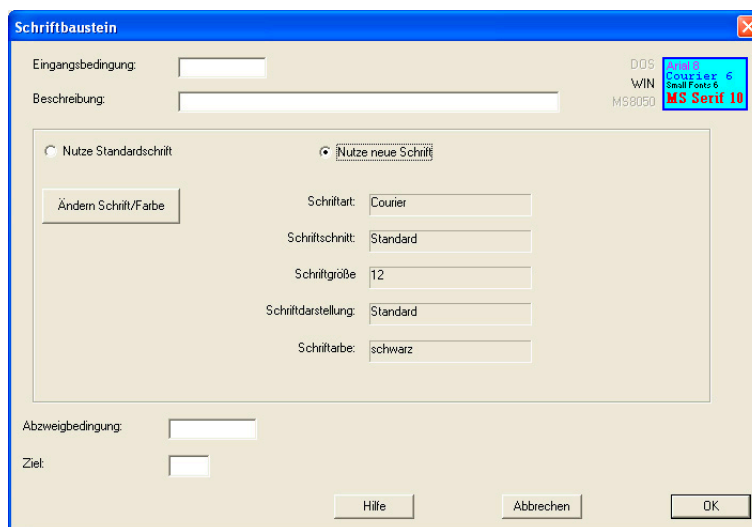 Schriftbaustein
Eingangsbedingung:
Beschreibung:
DOS
WIN
MS8050
Arial 8
Courier 6
Small Fonts 6
MS Serif 10
Nutze Standardschrift
Nutze neue Schrift
Ändern Schrift/Farbe
Schriftart: Courier
Schriftschnitt: Standard
Schriftgröße 12
Schriftdarstellung: Standard
Schriftarbe: schwarz
Abzweigbedingung:
Ziel:
Hilfe
Abbrechen
OK